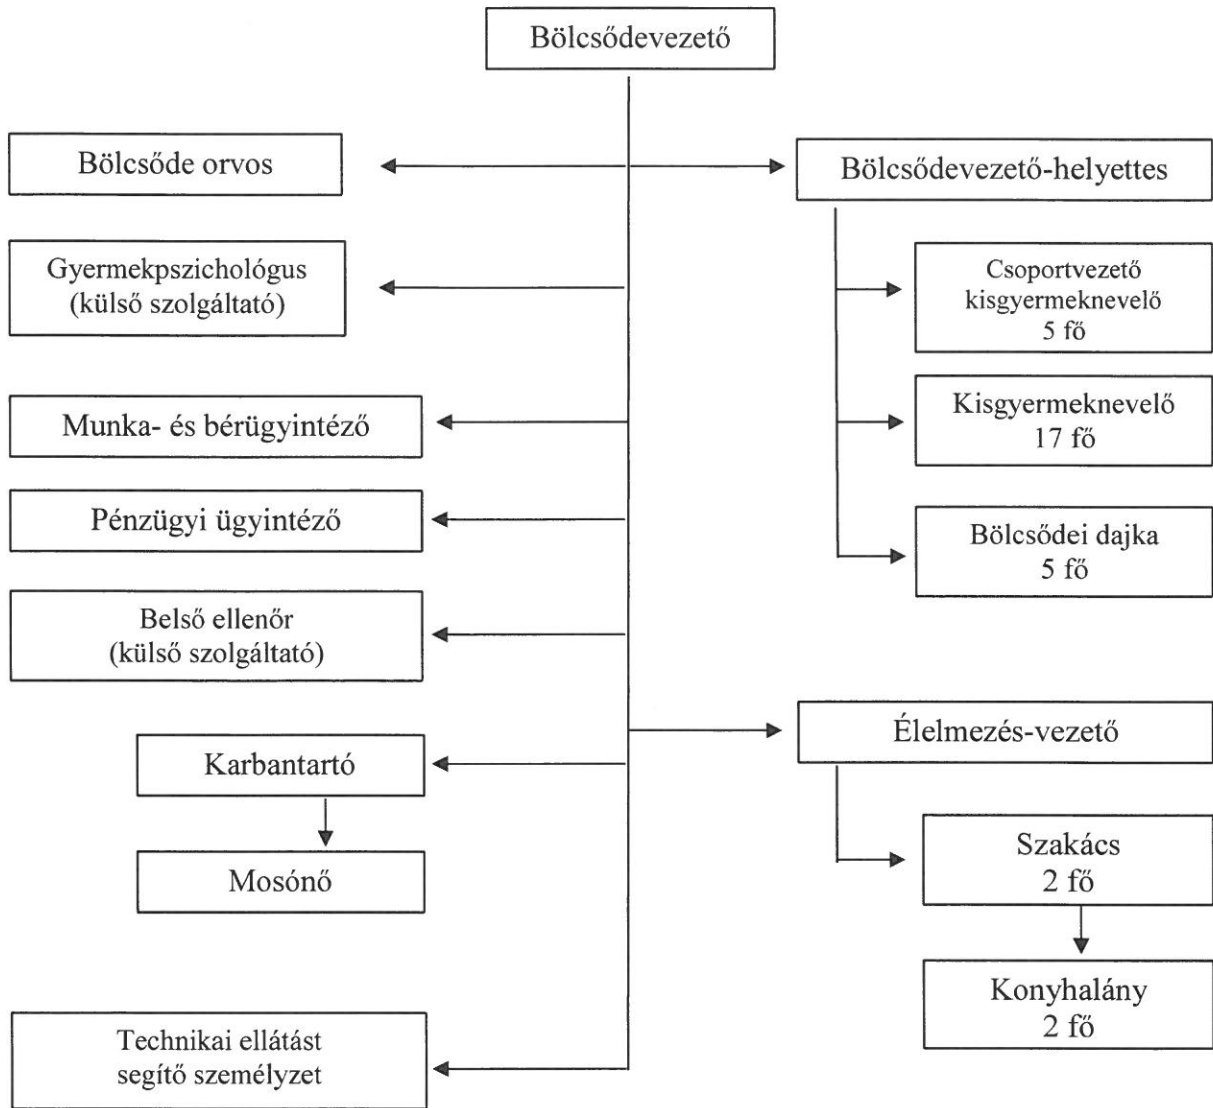 Bölcsődevezető
Bölcsőde orvos
Bölcsődevezető-helyettes
Gyermekpszichológus
(külső szolgáltató)
Csoportvezető
kisgyermeknevelő
5 fő
Munka- és bérügyintéző
Kisgyermeknevelő
17 fő
Pénzügyi ügyintéző
Bölcsődei dajka
5 fő
Belső ellenőr
(külső szolgáltató)
Élelmezés-vezető
Karbantartó
Mosónő
Szakács
2 fő
Konyhalány
2 fő
Technikai ellátást
segítő személyzet